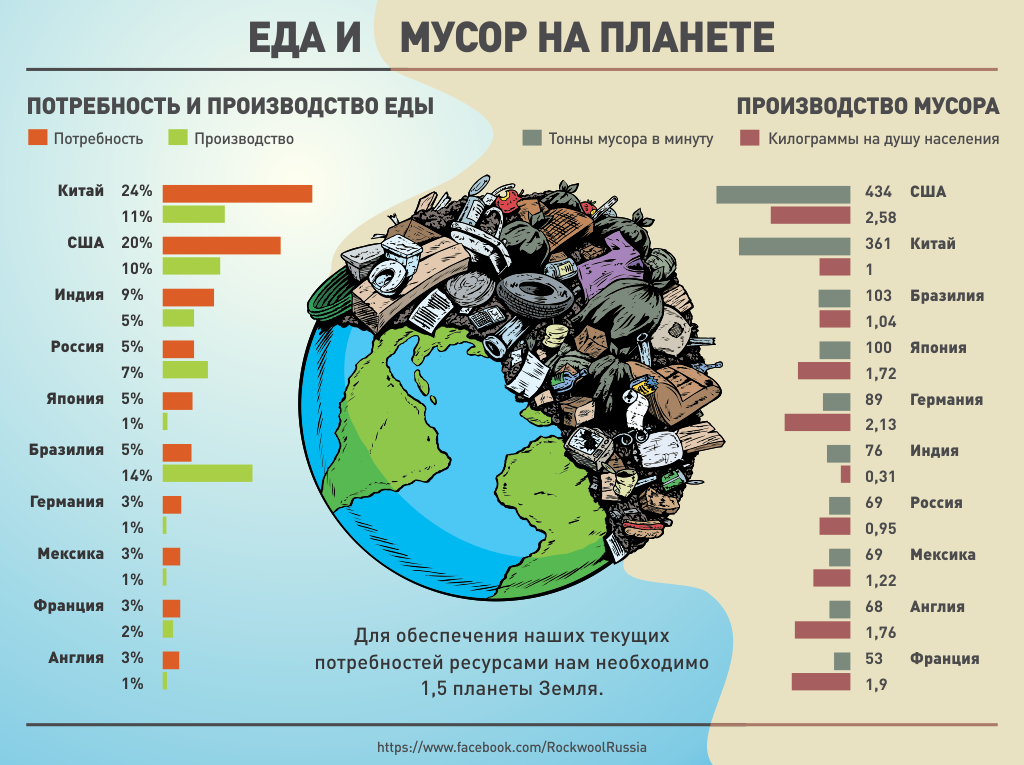 ЕДА И МУСОР НА ПЛАНЕТЕ
ПОТРЕБНОСТЬ И ПРОИЗВОДСТВО ЕДЫ
Потребность Производство
Китай 24%
11%
США 20%
10%
Индия 9%
5%
Россия 5%
7%
Япония 5%
1%
Бразилия 5%
14%
Германия 3%
1%
Мексика 3%
1%
Франция 3%
2%
Англия 3%
1%
ПРОИЗВОДСТВО МУСОРА
Тонны мусора в минуту Килограммы на душу населения
434 США
2,58
361 Китай
1
103 Бразилия
1,04
100 Япония
1,72
89 Германия
2,13
76 Индия
0,31
69 Россия
0,95
69 Мексика
1,22
68 Англия
1,76
53 Франция
1,9
Для обеспечения наших текущих
потребностей ресурсами нам необходимо
1,5 планеты Земля.
https://www.facebook.com/RockwoolRussia